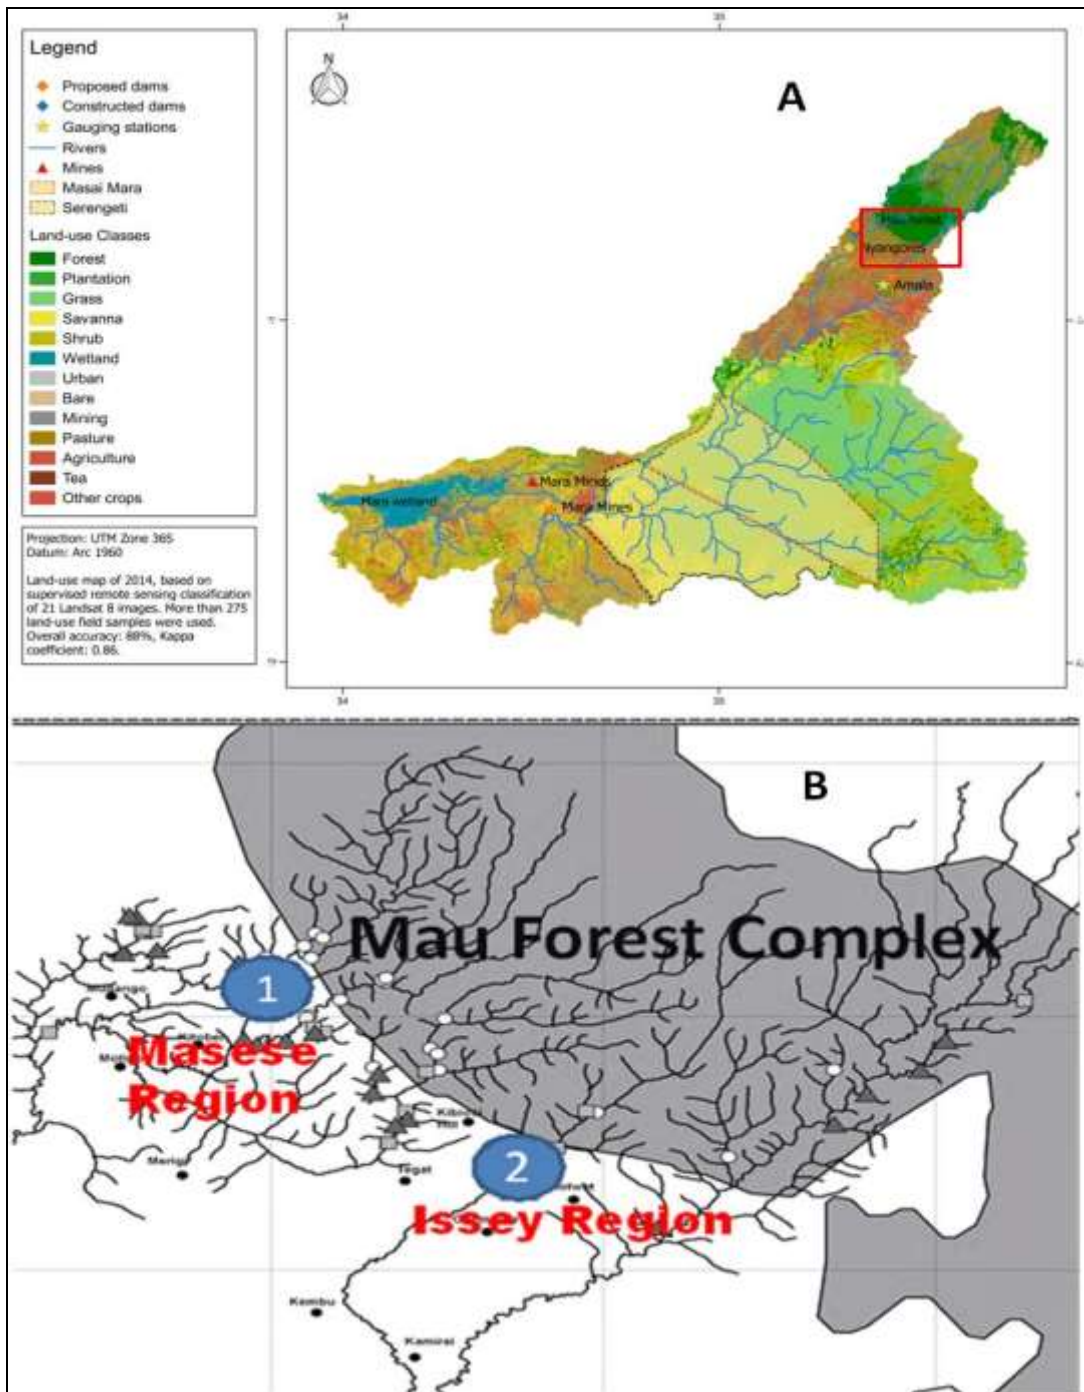 34
35
Legend
Proposed dams
Constructed dams
Gauging stations
Rivers
Mines
Masai Mara
Serengeti
Land-use Classes
Forest
Plantation
Grass
Savanna
Shrub
Wetland
Urban
Bare
Mining
Pasture
Agriculture
Tea
Other crops
Projection: UTM Zone 36S
Datum: Arc 1960
Land-use map of 2014, based on
supervised remote sensing classification
of 21 Landsat 8 images. More than 275
land-use field samples were used.
Overall accuracy: 88%, Kappa
coefficient: 0.86.
N
A
Nyangores
Amala
Mara Mines
Mara wetland
Mara Mines
34
35
B
Mau Forest Complex
1
Masese
Region
Merigi
Tegat
2
Issey Region
Kembu
Kamirai